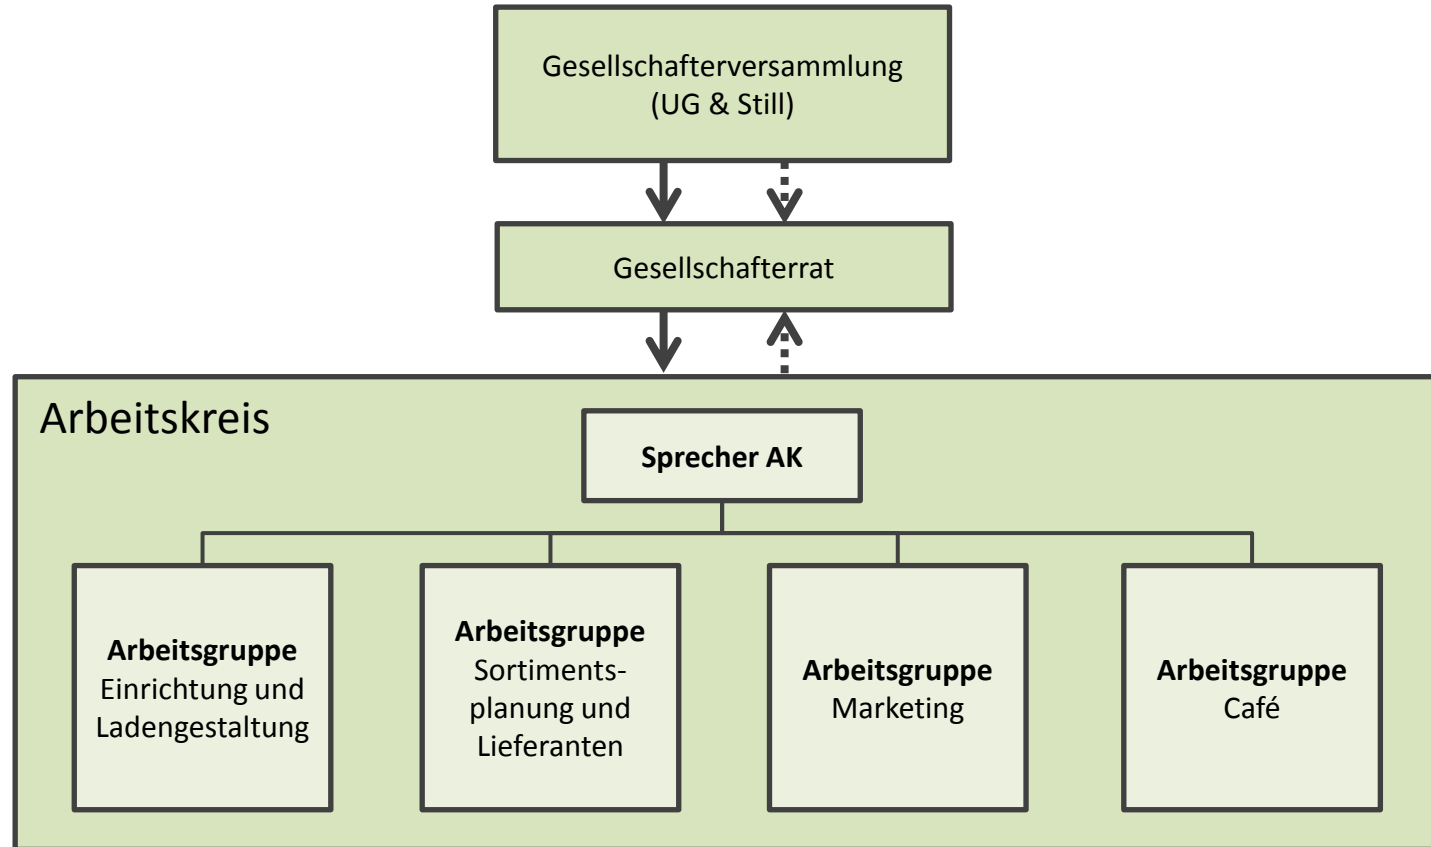 Gesellschafterversammlung
(UG & Still)
Gesellschafterrat
Arbeitskreis
Sprecher AK
Arbeitsgruppe
Einrichtung und
Ladengestaltung
Arbeitsgruppe
Sortiments-
planung und
Lieferanten
Arbeitsgruppe
Marketing
Arbeitsgruppe
Café